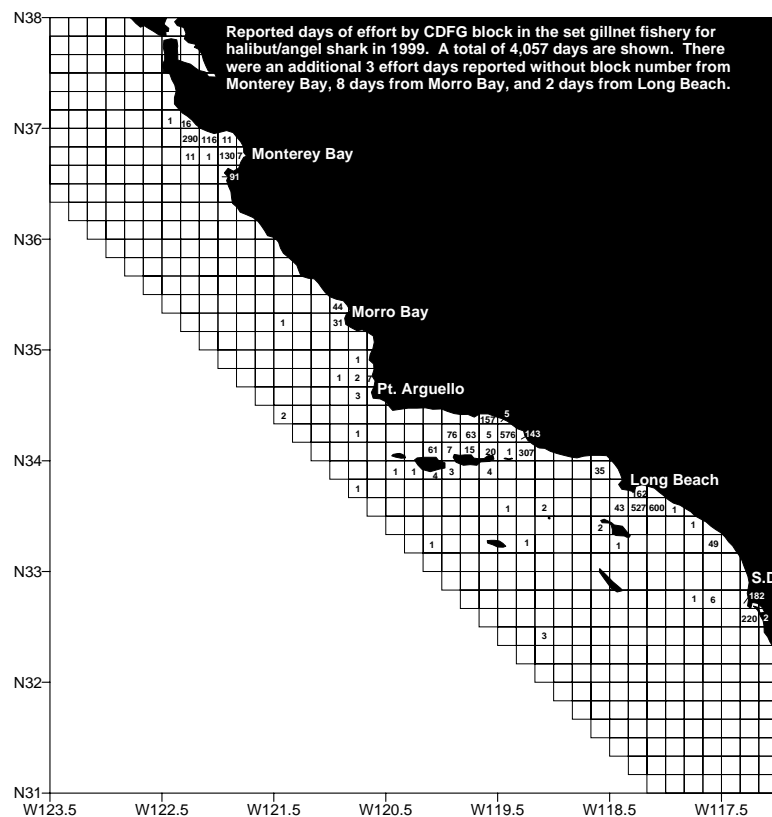 N38
Reported days of effort by CDFG block in the set gillnet fishery for
halibut/angel shark in 1999. A total of 4,057 days are shown. There
were an additional 3 effort days reported without block number from
Monterey Bay, 8 days from Morro Bay, and 2 days from Long Beach.
N37
1 16
290 116 11
11 1 130 7 Monterey Bay
91
N36
44
Morro Bay
1 31
N35
1
1 2 7
Pt. Arguello
3
2 157 5
1 76 63 5 576 143
61 7 15 20 1 307
N34
1 1 4 3 4 35
Long Beach
1 162
1 2 43 527 600 1
2 1
1 1 1 49
N33
S.D
1 6 182
220 2
3
N32
N31
W123.5 W122.5 W121.5 W120.5 W119.5 W118.5 W117.5